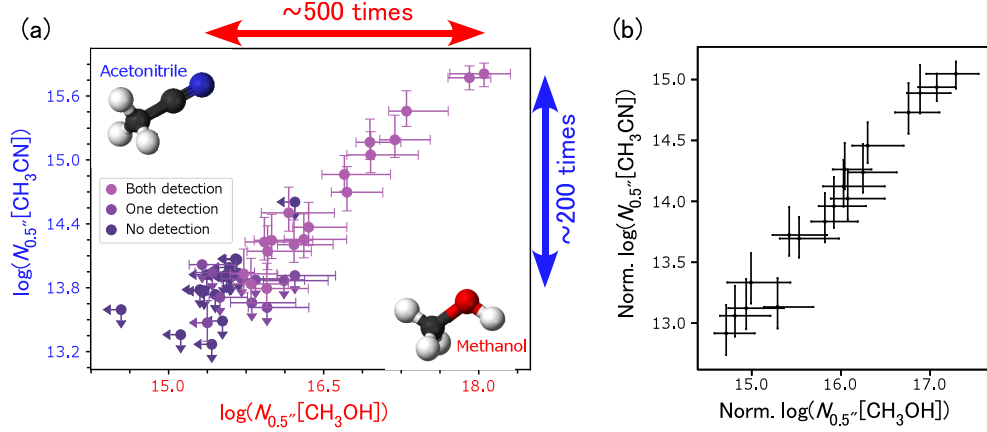 ~500 times
(a)
Acetonitrile
Both detection
One detection
No detection
Methanol
~200 times
15.6
15.0
14.4
13.8
13.2
log(N0.5″[CH3CN])
15.0 16.5 18.0
log(N0.5″[CH3OH])
(b)
15.0
14.5
14.0
13.5
13.0
Norm. log(N0.5″[CH3CN])
15.0 16.0 17.0
Norm. log(N0.5″[CH3OH])